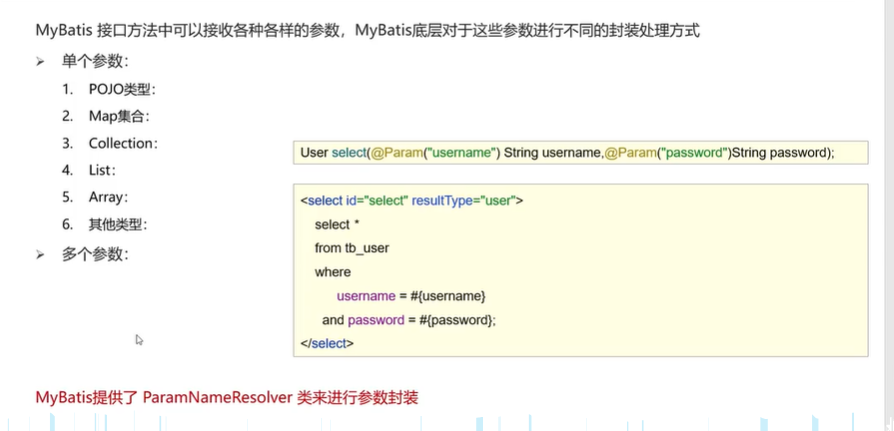 MyBatis 接口方法中可以接收各种各样的参数，MyBatis底层对于这些参数进行不同的封装处理方式
➢ 单个参数：
1. POJO类型：
2. Map集合：
3. Collection：
4. List：
5. Array：
6. 其他类型：
➢ 多个参数：
User select(@Param("username") String username,@Param("password")String password);
<select id="select" resultType="user">
select *
from tb_user
where
username = #{username}
and password = #{password};
</select>
MyBatis提供了 ParamNameResolver 类来进行参数封装